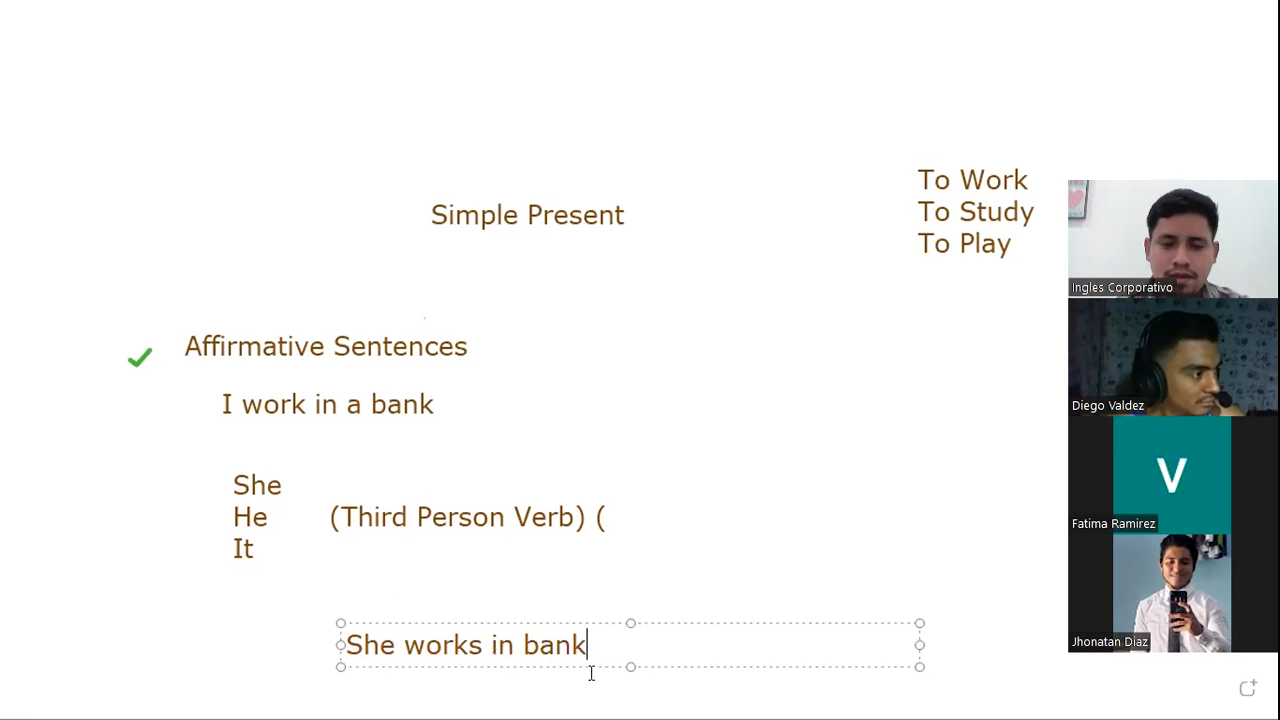 To Work
Simple Present
To Study
To Play
Ingles Corporativo
Affirmative Sentences
I work in a bank
Diego Valdez
She
He (Third Person Verb) (
It
V
Fatima Ramirez
She works in bank
Jhonatan Diaz